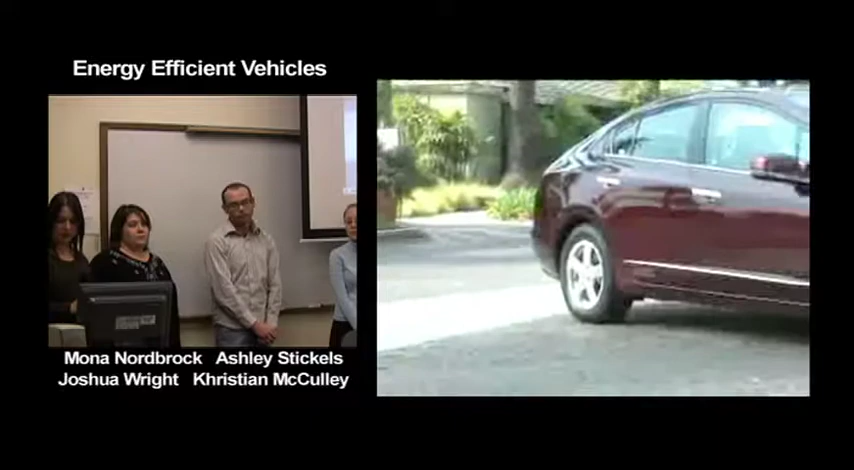 Energy Efficient Vehicles
Mona Nordbrock Ashley Stickels
Joshua Wright Khristian McCulley